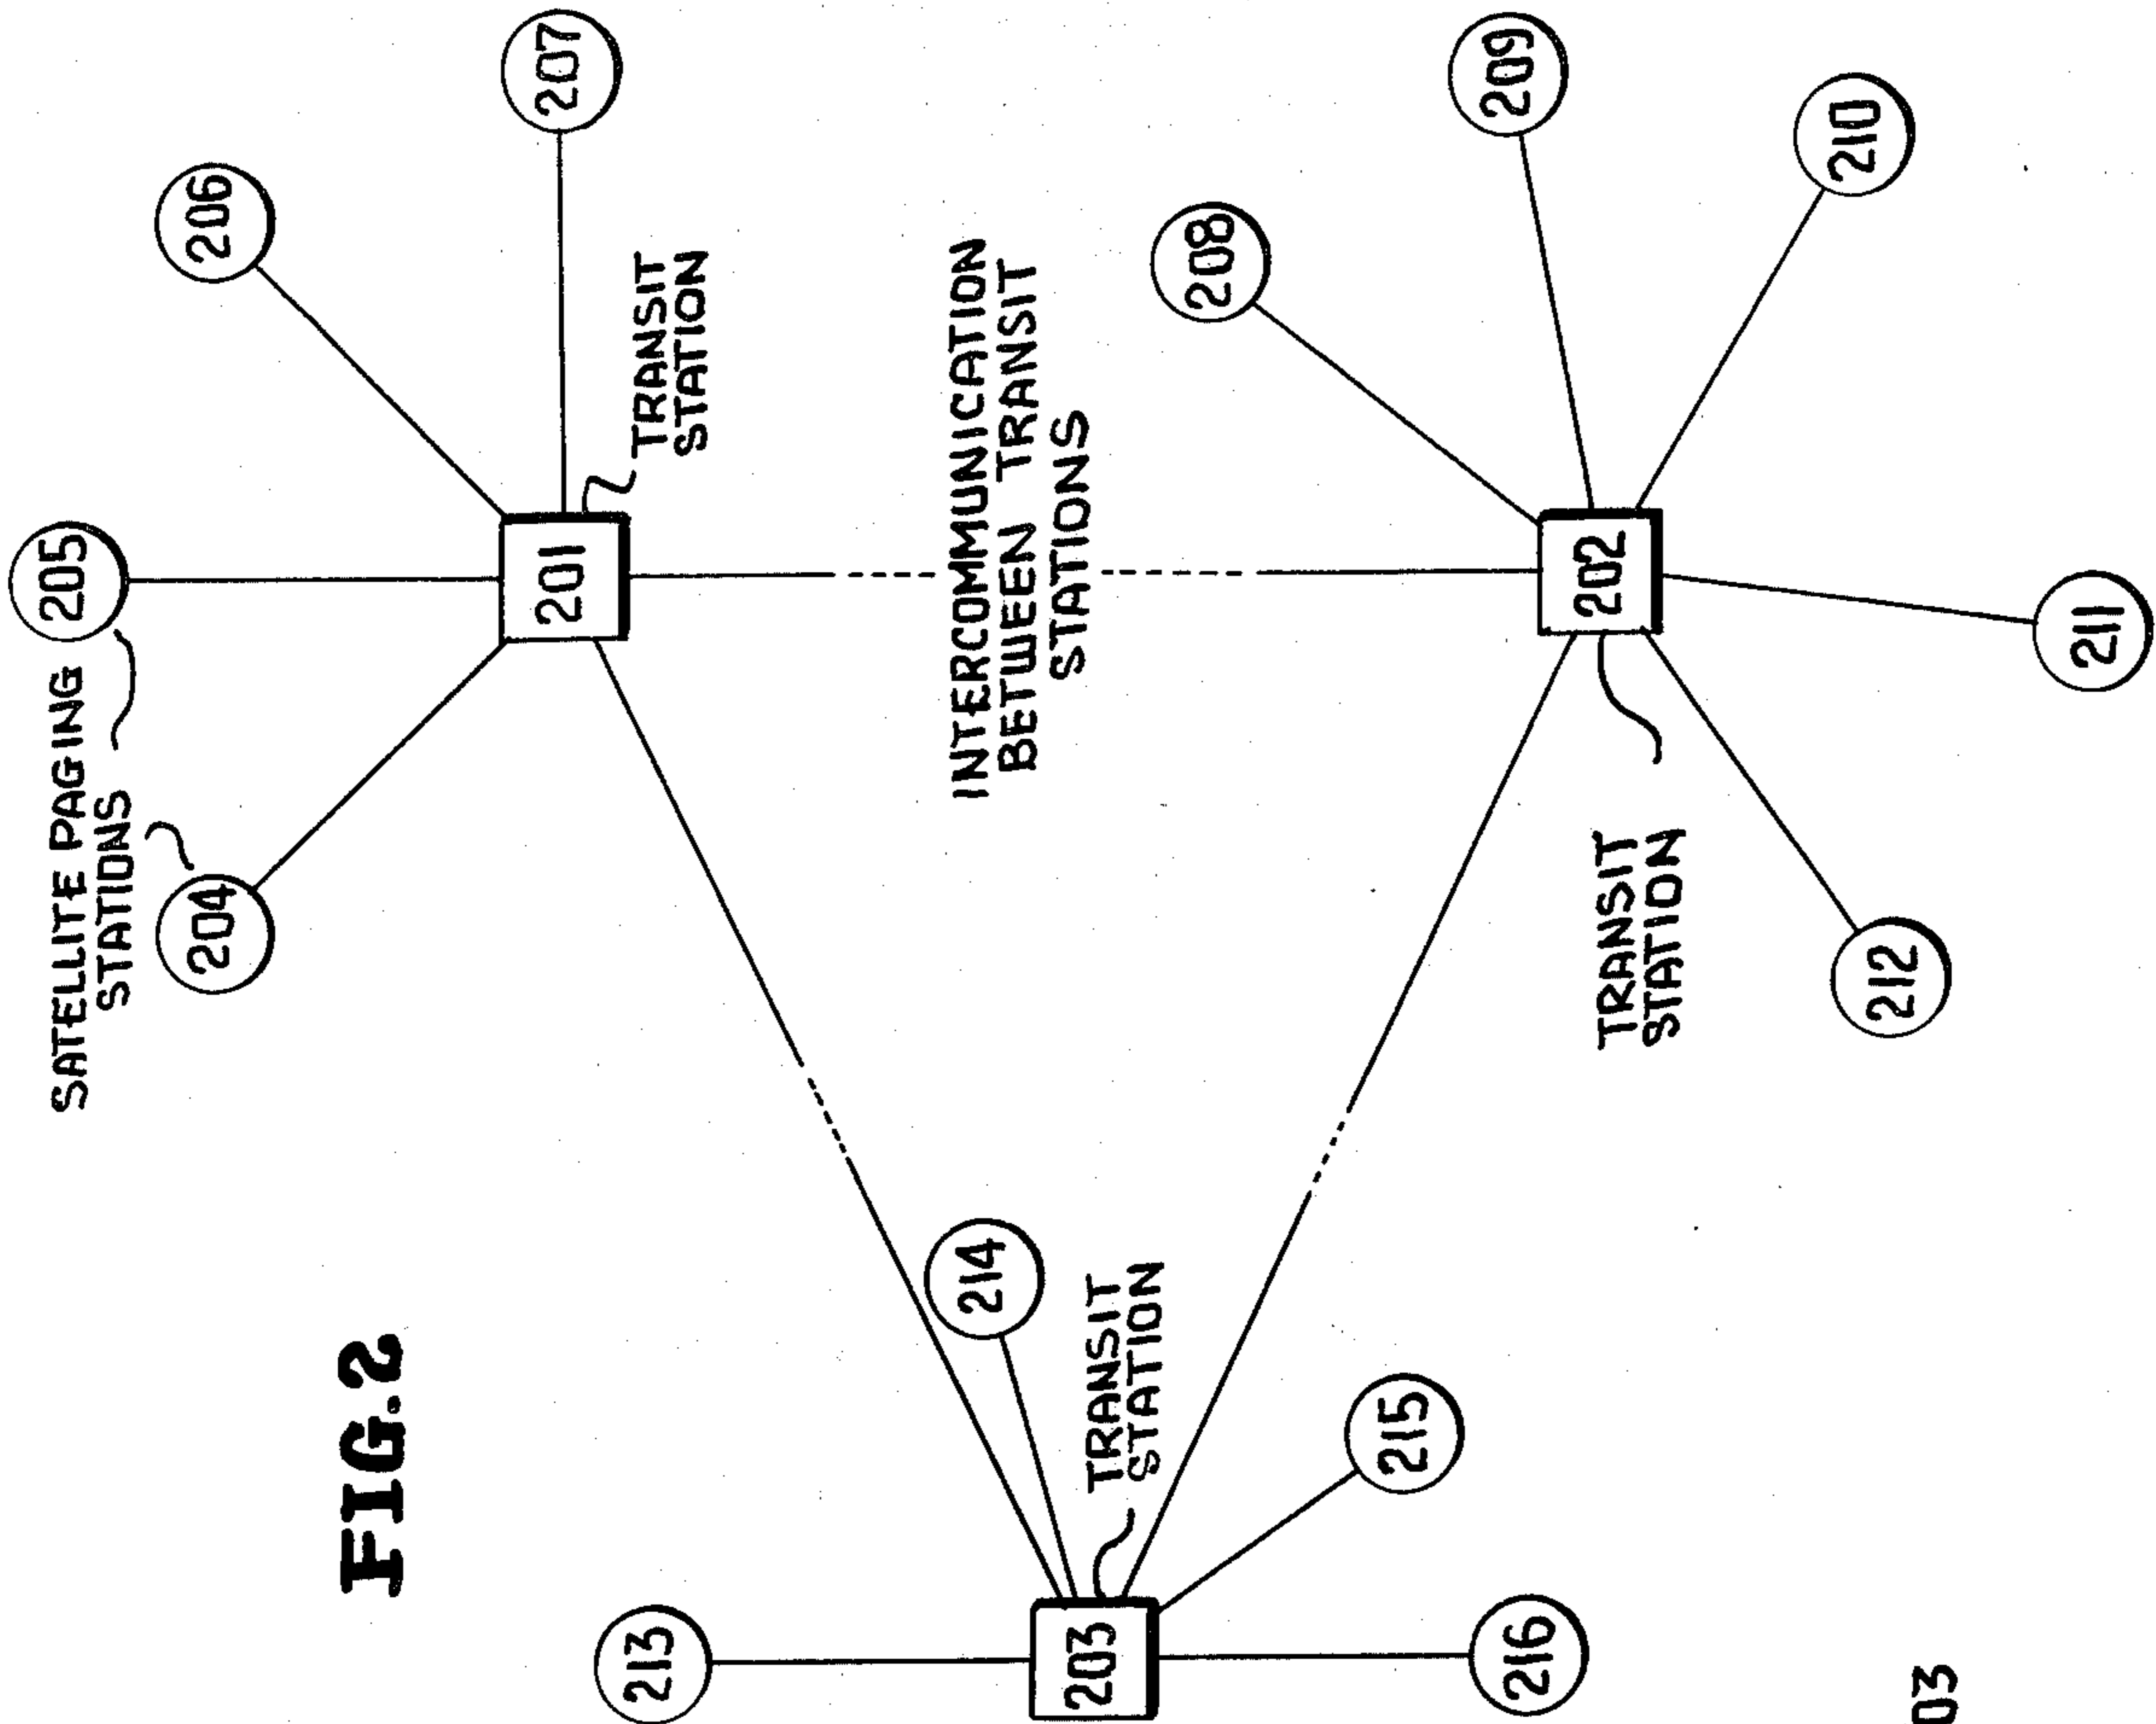 FIG.2
SATELLITE PAGING
STATIONS
204
205
206
207
201
TRANSIT
STATION
INTERCOMMUNICATION
BETWEEN TRANSIT
STATIONS
213
214
203
TRANSIT
STATION
215
216
208
209
210
202
TRANSIT
STATION
211
212
03